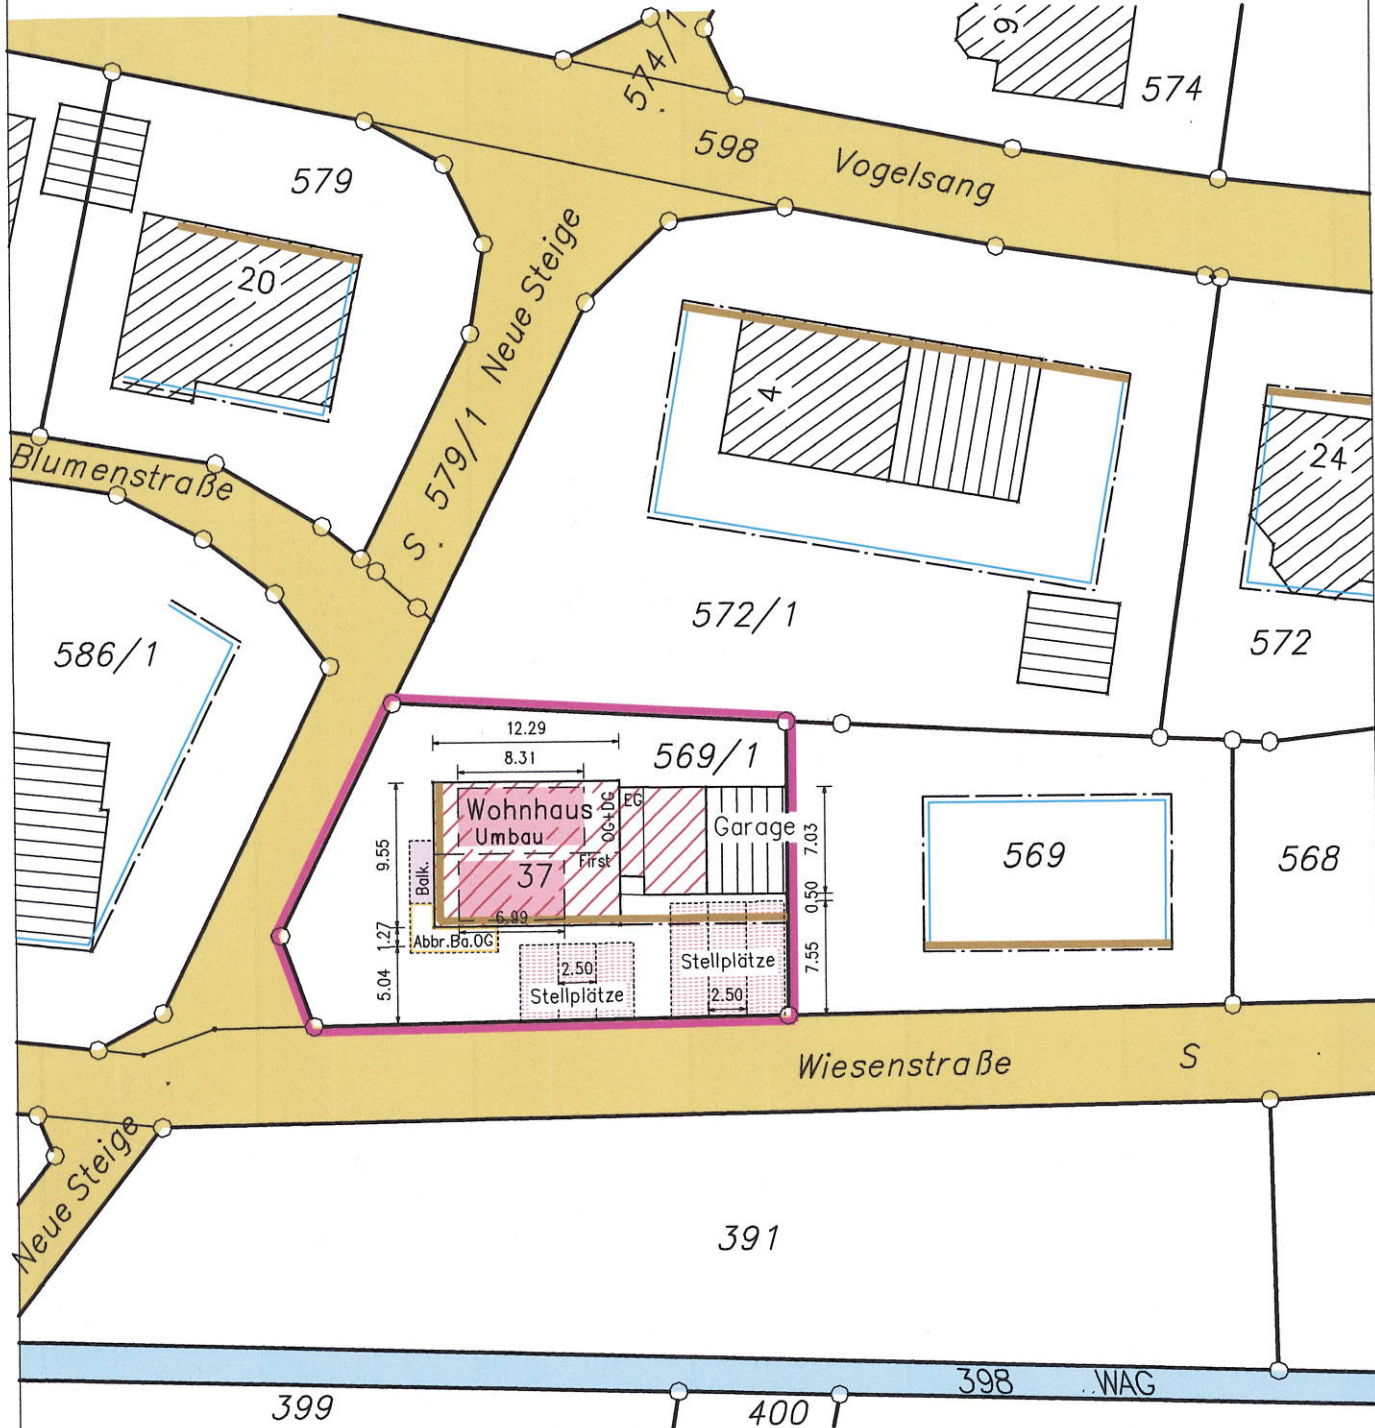 574/1
9
574
598
Vogelsang
579
20
Neue Steige
4
24
Blumenstraße
S 579/1
572/1
572
586/1
12.29
8.31
569/1
Wohnhaus
Umbau
OG+DG
EG
Garage
First
37
9.55
Balk.
7.03
0.50
569
568
6.99
1.27
Abbr.Ba.OG
7.55
5.04
2.50
Stellplätze
Stellplätze
2.50
Wiesenstraße
S
Neue Steige
391
398
WAG
399
400